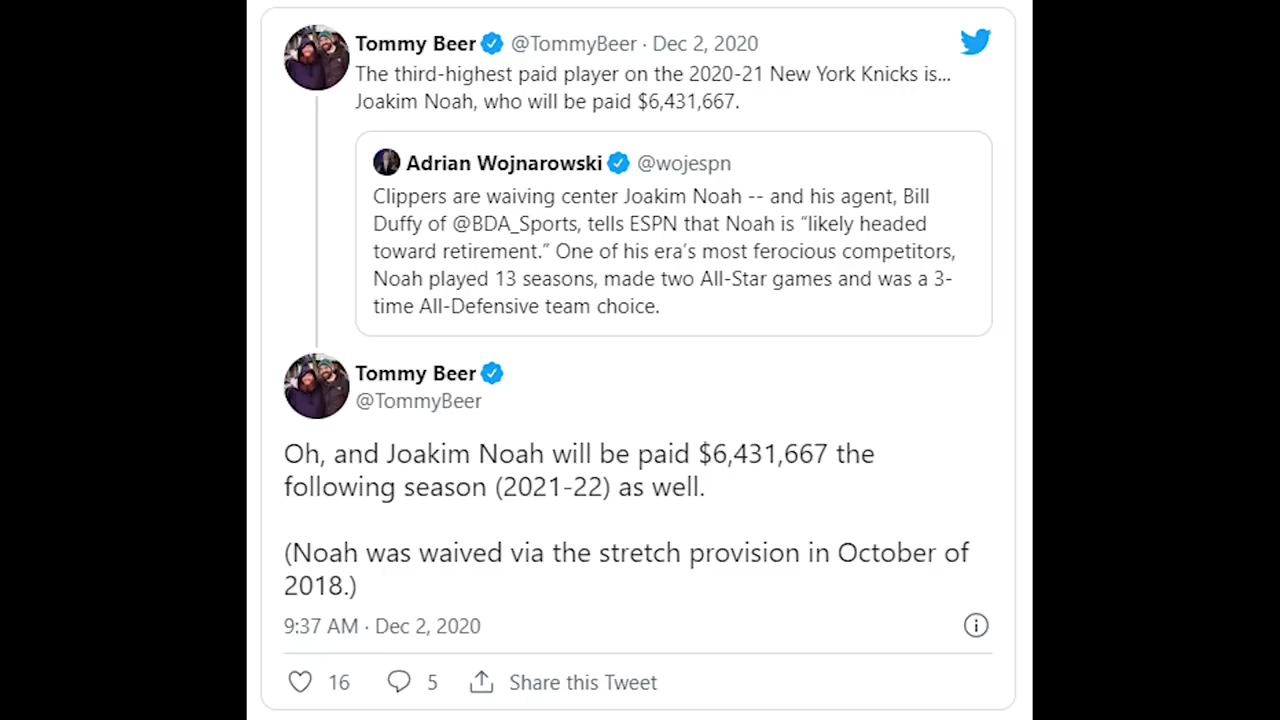 Tommy Beer @TommyBeer · Dec 2, 2020
The third-highest paid player on the 2020-21 New York Knicks is...
Joakim Noah, who will be paid $6,431,667.
Adrian Wojnarowski @wojespn
Clippers are waiving center Joakim Noah -- and his agent, Bill
Duffy of @BDA_Sports, tells ESPN that Noah is “likely headed
toward retirement.” One of his era’s most ferocious competitors,
Noah played 13 seasons, made two All-Star games and was a 3-
time All-Defensive team choice.
Tommy Beer
@TommyBeer
Oh, and Joakim Noah will be paid $6,431,667 the
following season (2021-22) as well.
(Noah was waived via the stretch provision in October of
2018.)
9:37 AM · Dec 2, 2020
16 5 Share this Tweet